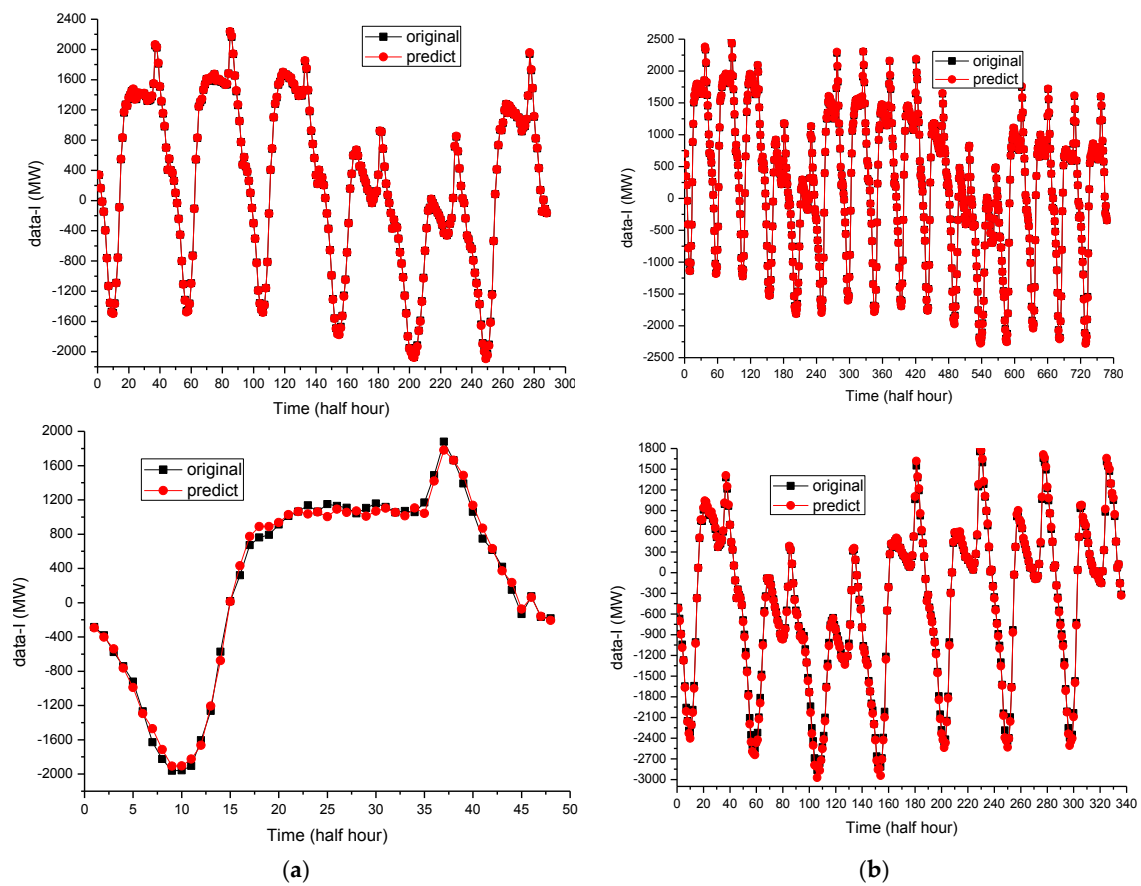 2400
2000
1600
1200
800
400
0
-400
-800
-1200
-1600
-2000
0 20 40 60 80 100 120 140 160 180 200 220 240 260 280 300
data-I (MW)
Time (half hour)
original
predict
2500
2000
1500
1000
500
0
-500
-1000
-1500
-2000
-2500
0 60 120 180 240 300 360 420 480 540 600 660 720 780
data-I (MW)
Time (half hour)
original
predict
2000
1600
1200
800
400
0
-400
-800
-1200
-1600
-2000
0 5 10 15 20 25 30 35 40 45 50
data-I (MW)
Time (half hour)
original
predict
(a)
1800
1500
1200
900
600
300
0
-300
-600
-900
-1200
-1500
-1800
-2100
-2400
-2700
-3000
0 20 40 60 80 100 120 140 160 180 200 220 240 260 280 300 320 340
data-I (MW)
Time (half hour)
original
predict
(b)